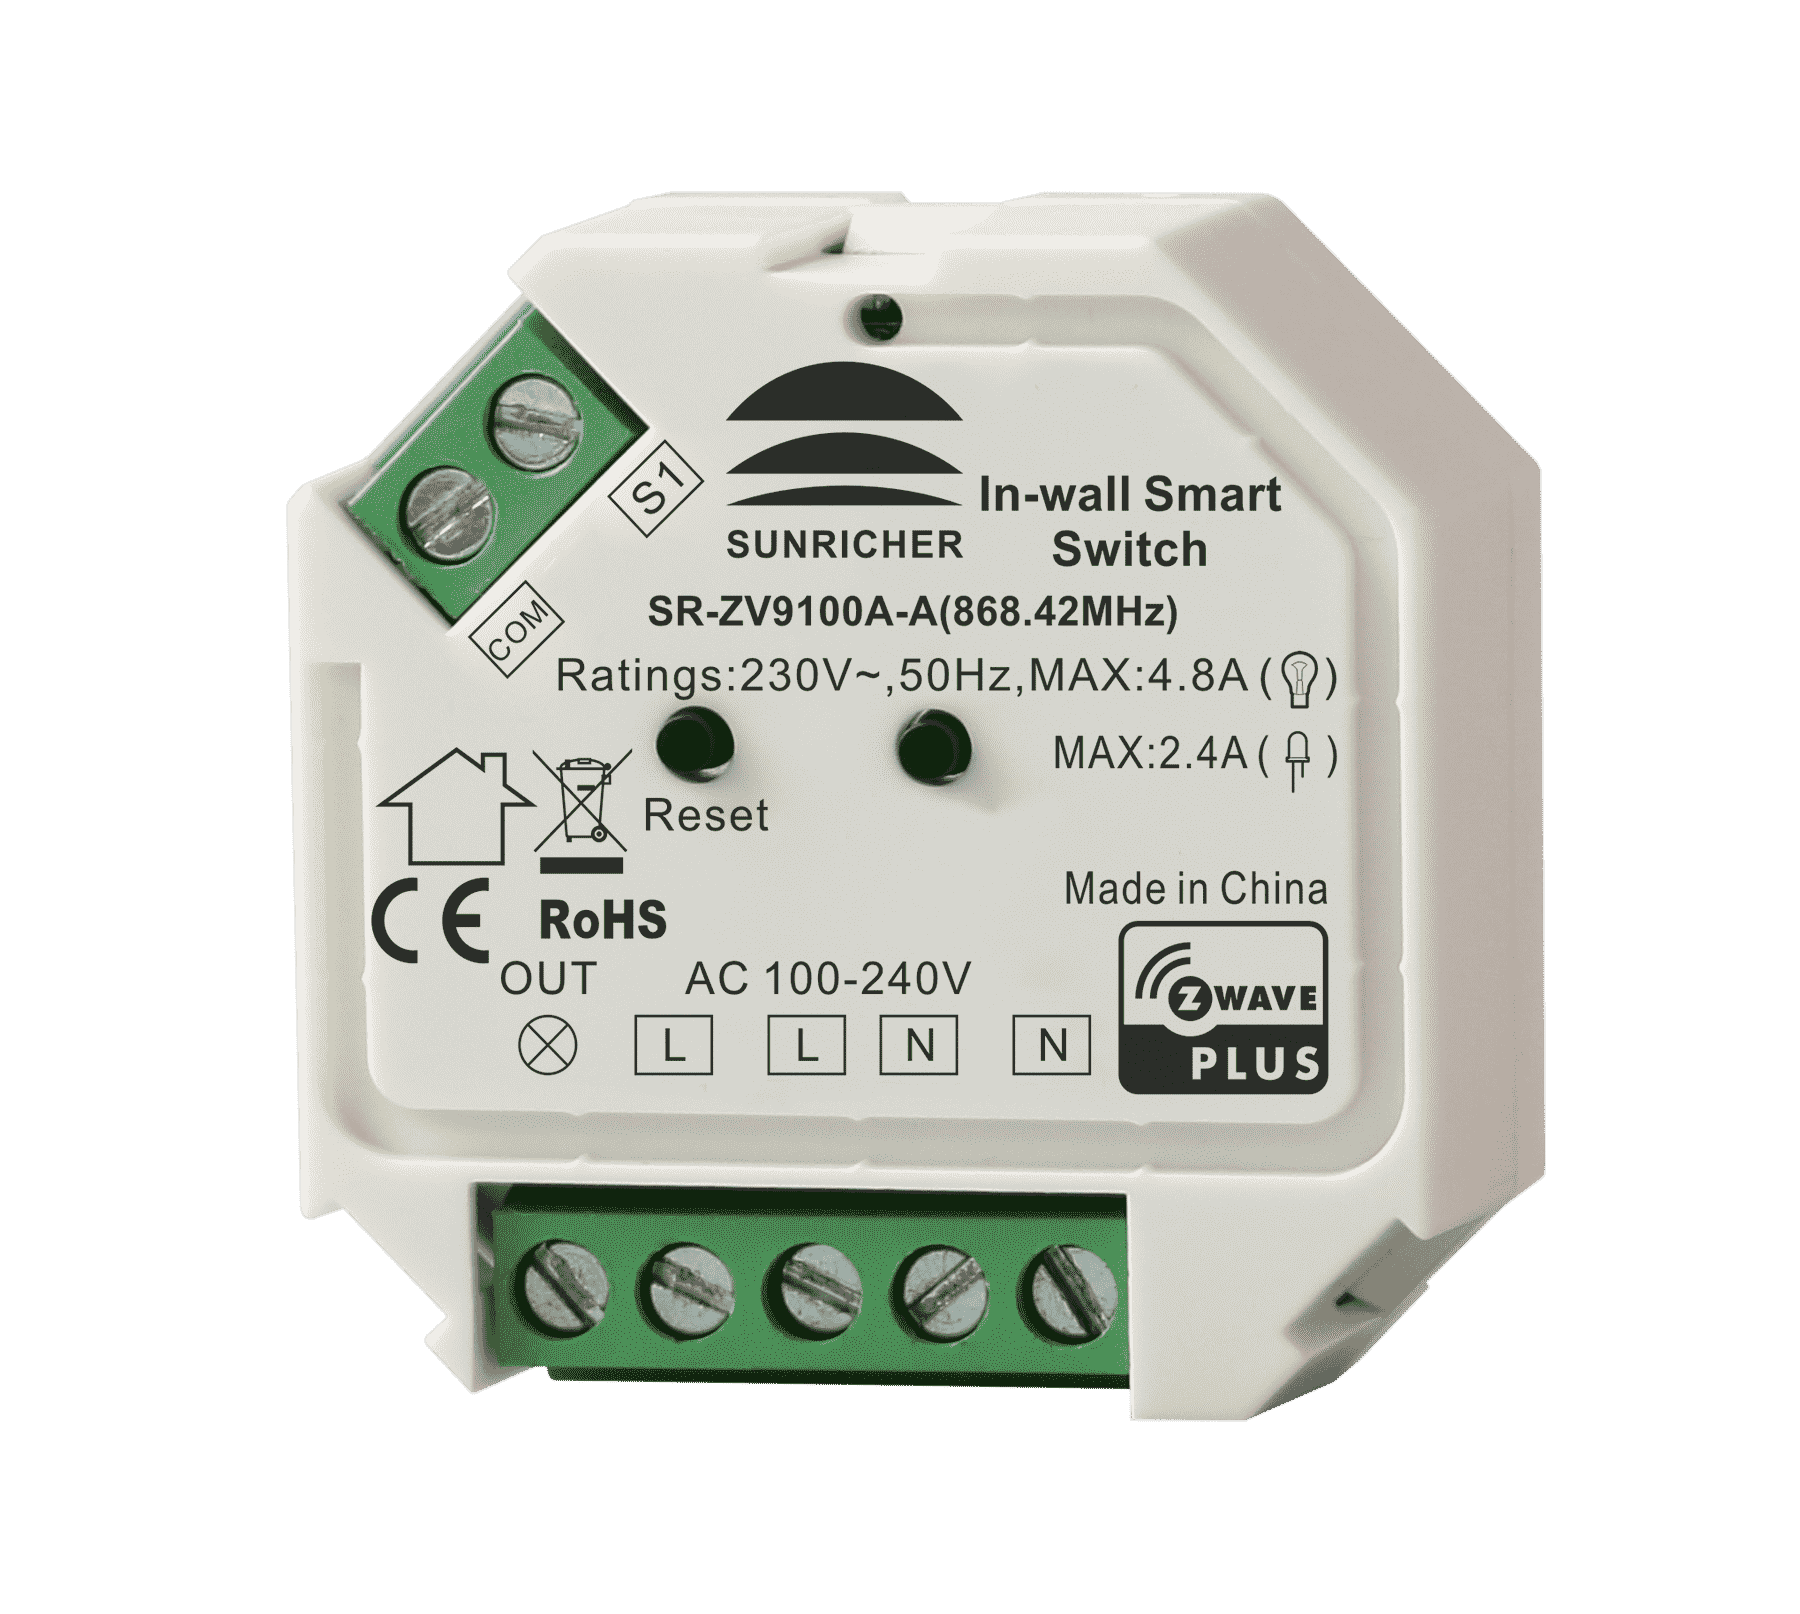 S1
COM
SUNRICHER
In-wall Smart
Switch
SR-ZV9100A-A(868.42MHz)
Ratings:230V~,50Hz,MAX:4.8A ( )
MAX:2.4A ( )
Reset
Made in China
CE
RoHS
OUT AC 100-240V
L L N N
Z WAVE
PLUS